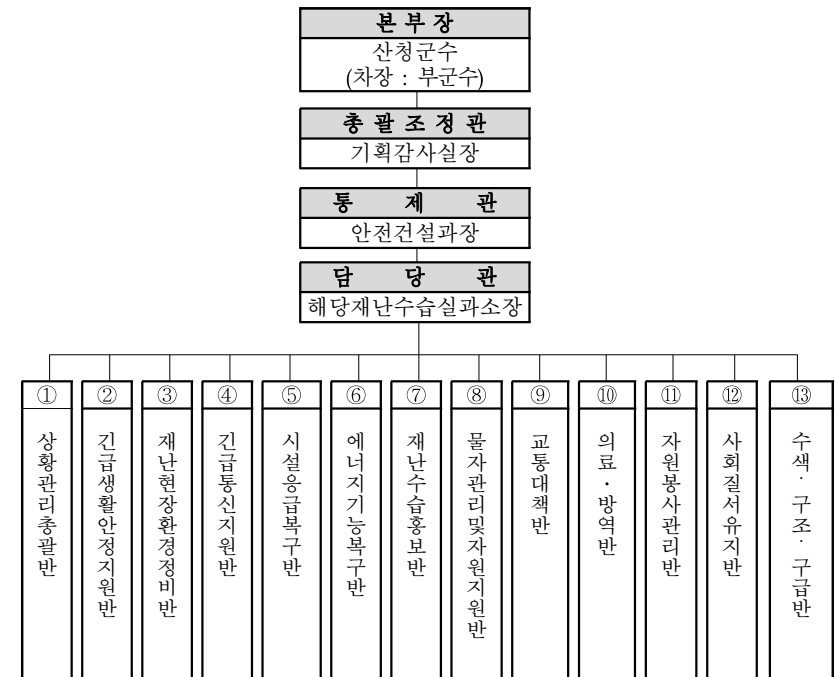 본 부 장
산청군수
(차장 : 부군수)
총 괄 조 정 관
기획감사실장
통 제 관
안전건설과장
담 당 관
해당재난수습실과소장
①
상황관리총괄반
②
긴급생활안정지원반
③
재난현장환경정비반
④
긴급통신지원반
⑤
시설응급복구반
⑥
에너지기능복구반
⑦
재난수습홍보반
⑧
물자관리및자원지원반
⑨
교통대책반
⑩
의료·방역반
⑪
자원봉사관리반
⑫
사회질서유지반
⑬
수색·구조·구급반